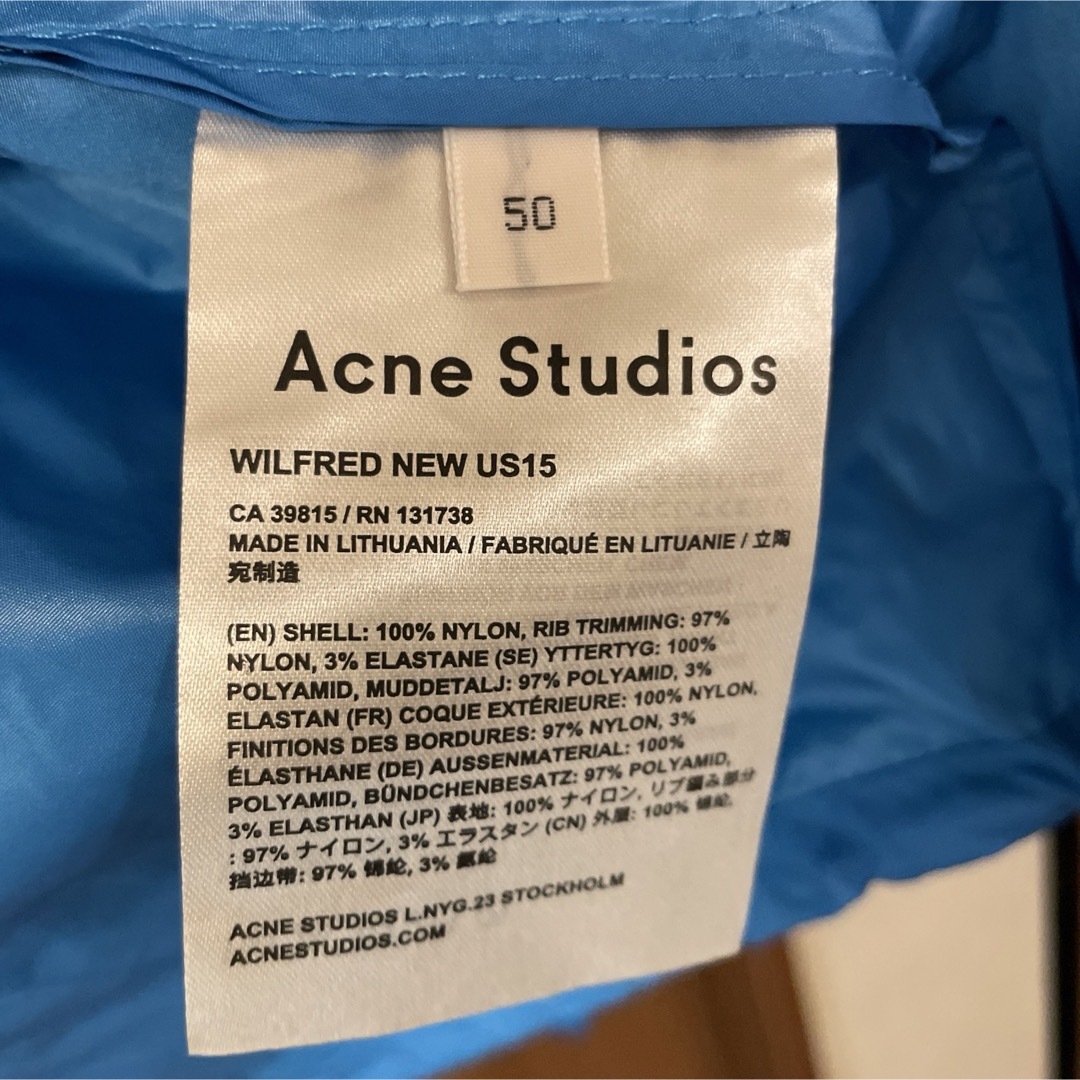 50
Acne Studios
WILFRED NEW US15
CA 39815 / RN 131738
MADE IN LITHUANIA / FABRIQUÉ EN LITUANIE / 立陶
宛制造
(EN) SHELL: 100% NYLON, RIB TRIMMING: 97%
NYLON, 3% ELASTANE (SE) YTTERTYG: 100%
POLYAMID, MUDDETALJ: 97% POLYAMID, 3%
ELASTAN (FR) COQUE EXTÉRIEURE: 100% NYLON,
FINITIONS DES BORDURES: 97% NYLON, 3%
ÉLASTHANE (DE) AUSSENMATERIAL: 100%
POLYAMID, BÜNDCHENBESATZ: 97% POLYAMID,
3% ELASTHAN (JP) 表地: 100% ナイロン, リブ編み部分
: 97% ナイロン, 3% エラスタン (CN) 外层: 100% 锦纶,
挡边带: 97% 锦纶, 3% 氨纶
ACNE STUDIOS L.NYG.23 STOCKHOLM
ACNESTUDIOS.COM